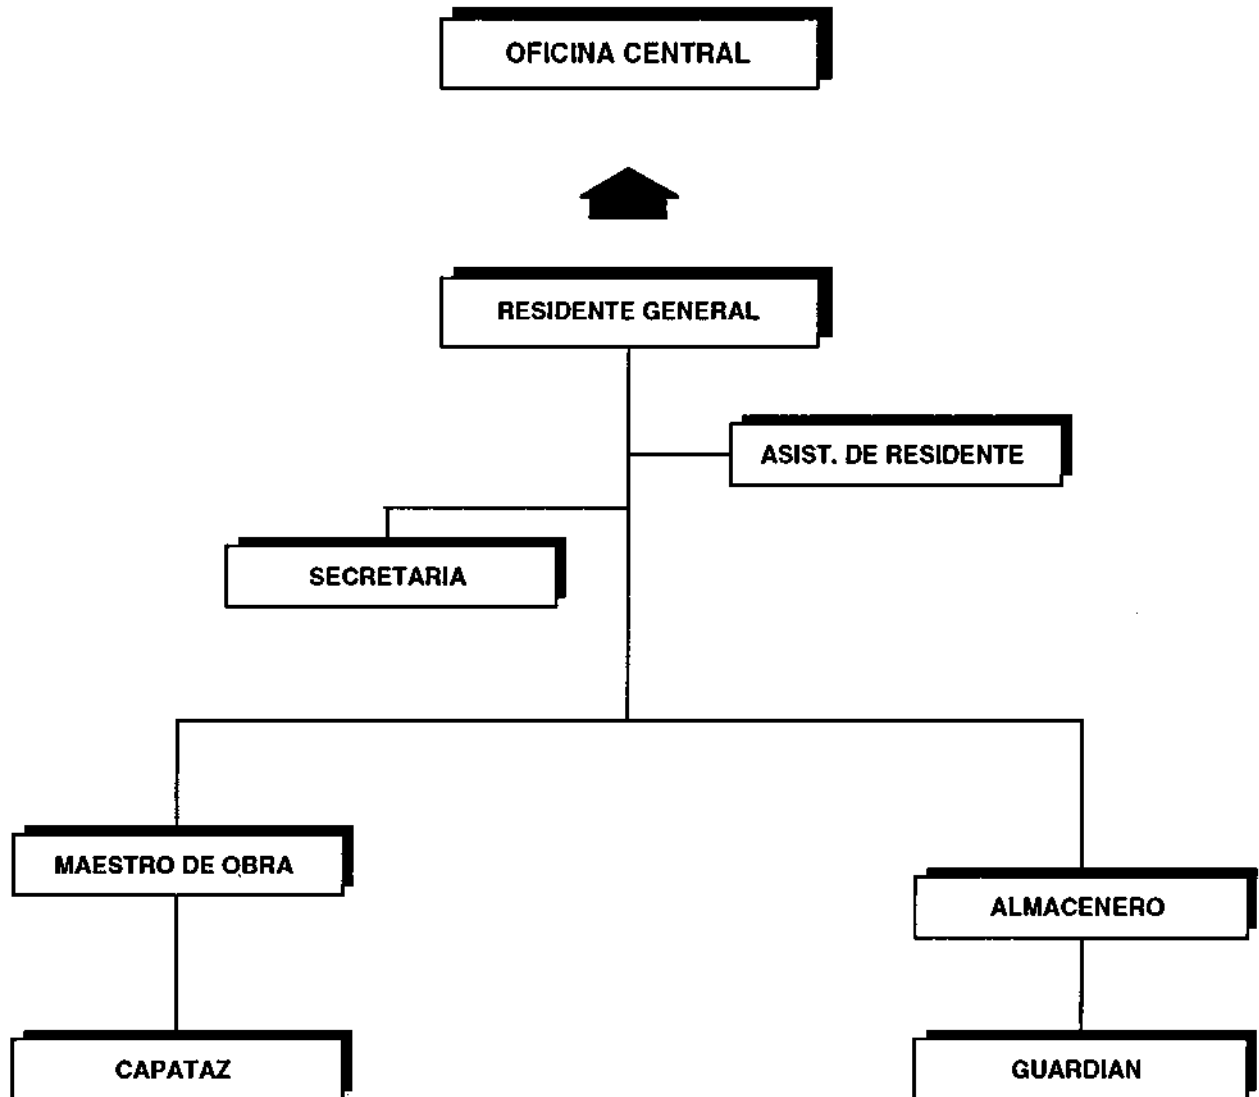 OFICINA CENTRAL
RESIDENTE GENERAL
ASIST. DE RESIDENTE
SECRETARIA
MAESTRO DE OBRA
ALMACENERO
CAPATAZ
GUARDIAN